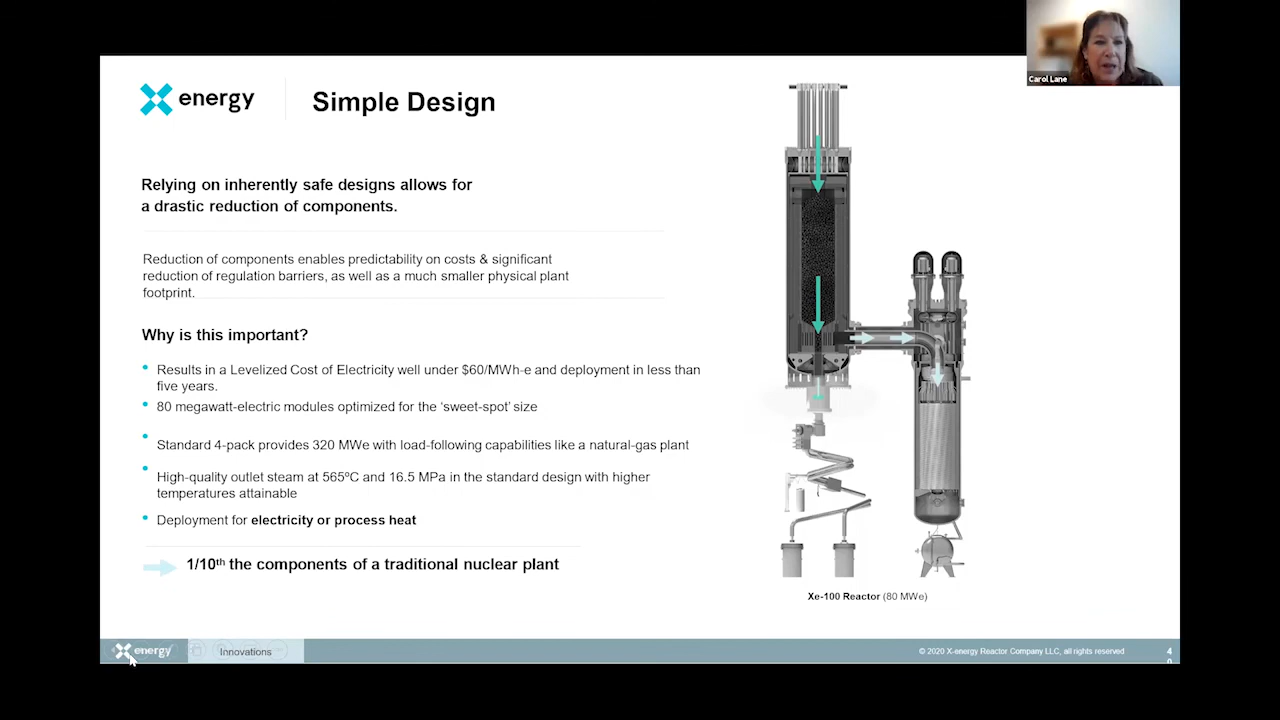 Carol Lane
energy
Simple Design
Relying on inherently safe designs allows for
a drastic reduction of components.
Reduction of components enables predictability on costs & significant
reduction of regulation barriers, as well as a much smaller physical plant
footprint.
Why is this important?
• Results in a Levelized Cost of Electricity well under $60/MWh-e and deployment in less than
five years.
• 80 megawatt-electric modules optimized for the ‘sweet-spot’ size
• Standard 4-pack provides 320 MWe with load-following capabilities like a natural-gas plant
• High-quality outlet steam at 565ºC and 16.5 MPa in the standard design with higher
temperatures attainable
• Deployment for electricity or process heat
1/10th the components of a traditional nuclear plant
Xe-100 Reactor (80 MWe)
energy
Innovations
© 2020 X-energy Reactor Company LLC, all rights reserved
4